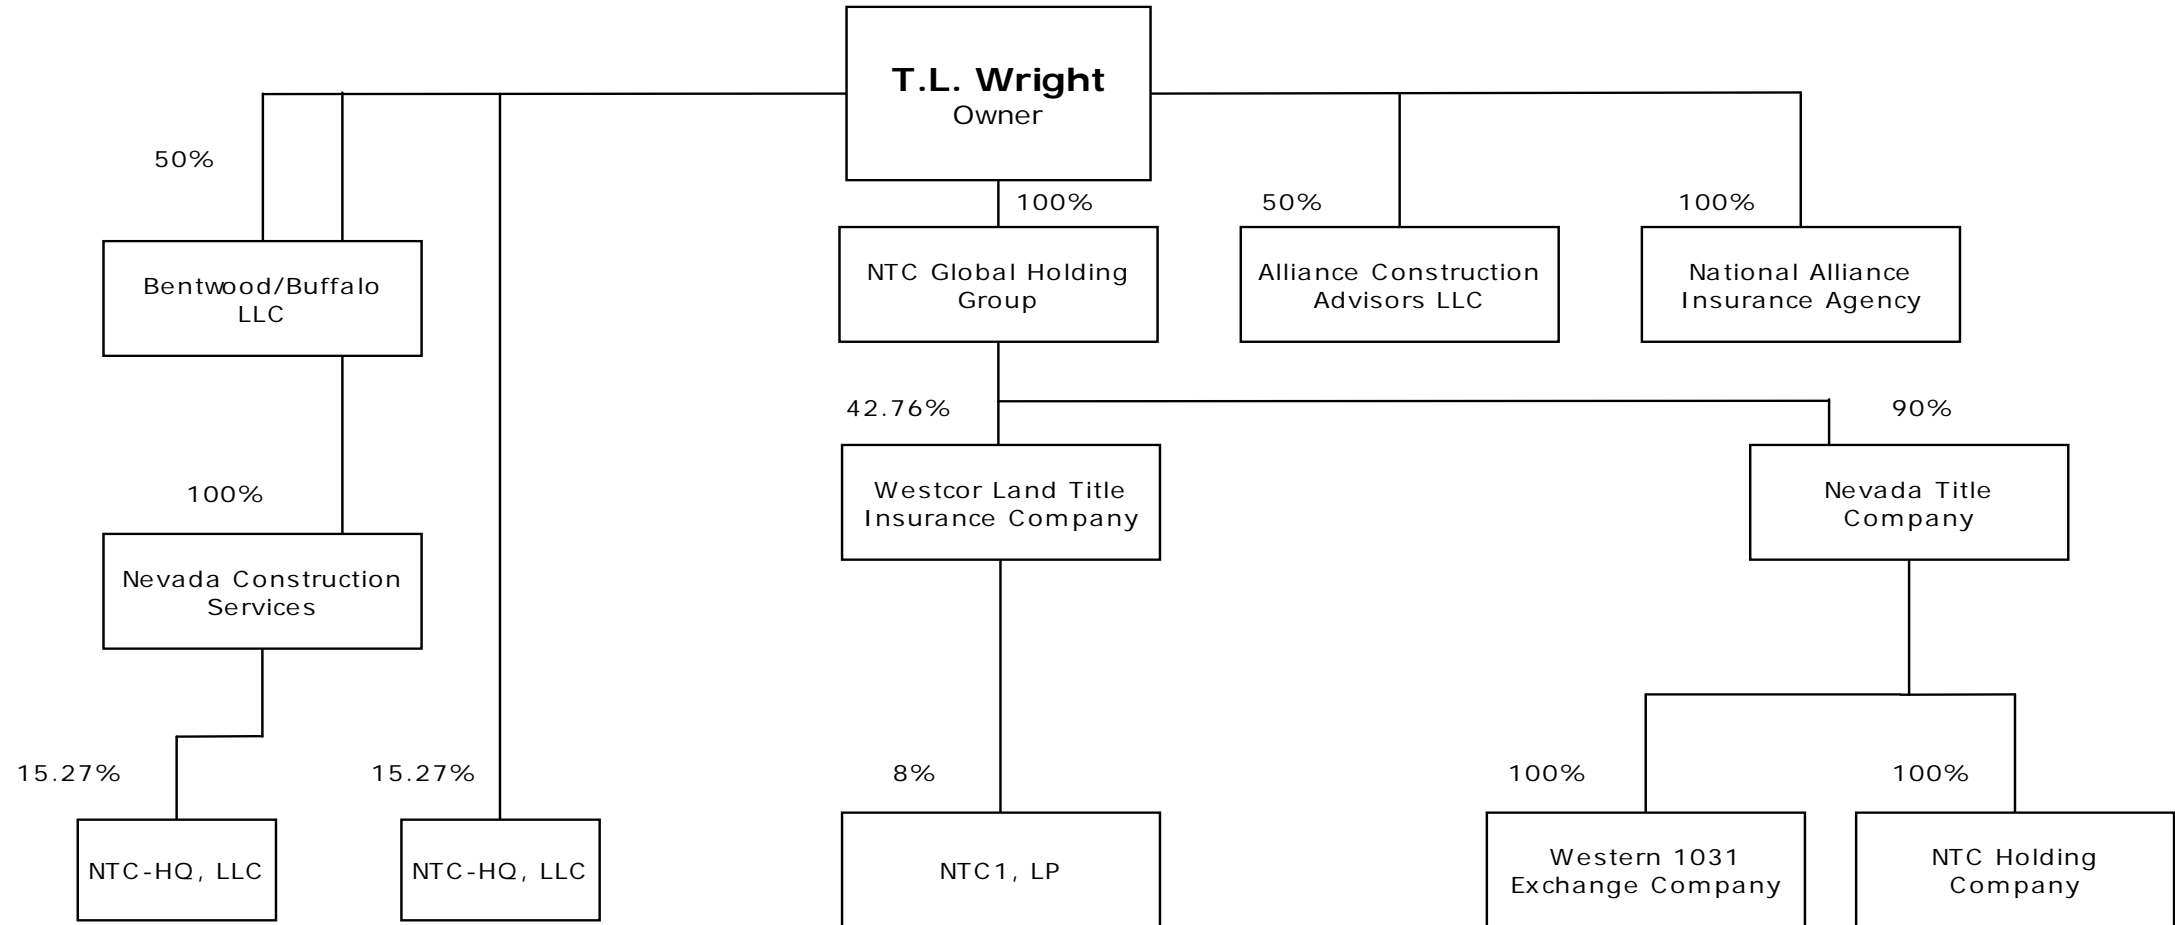 T.L. Wright
Owner
50%
100%
50%
100%
Bentwood/Buffalo
LLC
NTC Global Holding
Group
Alliance Construction
Advisors LLC
National Alliance
Insurance Agency
42.76%
90%
100%
Westcor Land Title
Insurance Company
Nevada Title
Company
Nevada Construction
Services
15.27%
15.27%
8%
100%
100%
NTC-HQ, LLC
NTC-HQ, LLC
NTC1, LP
Western 1031
Exchange Company
NTC Holding
Company